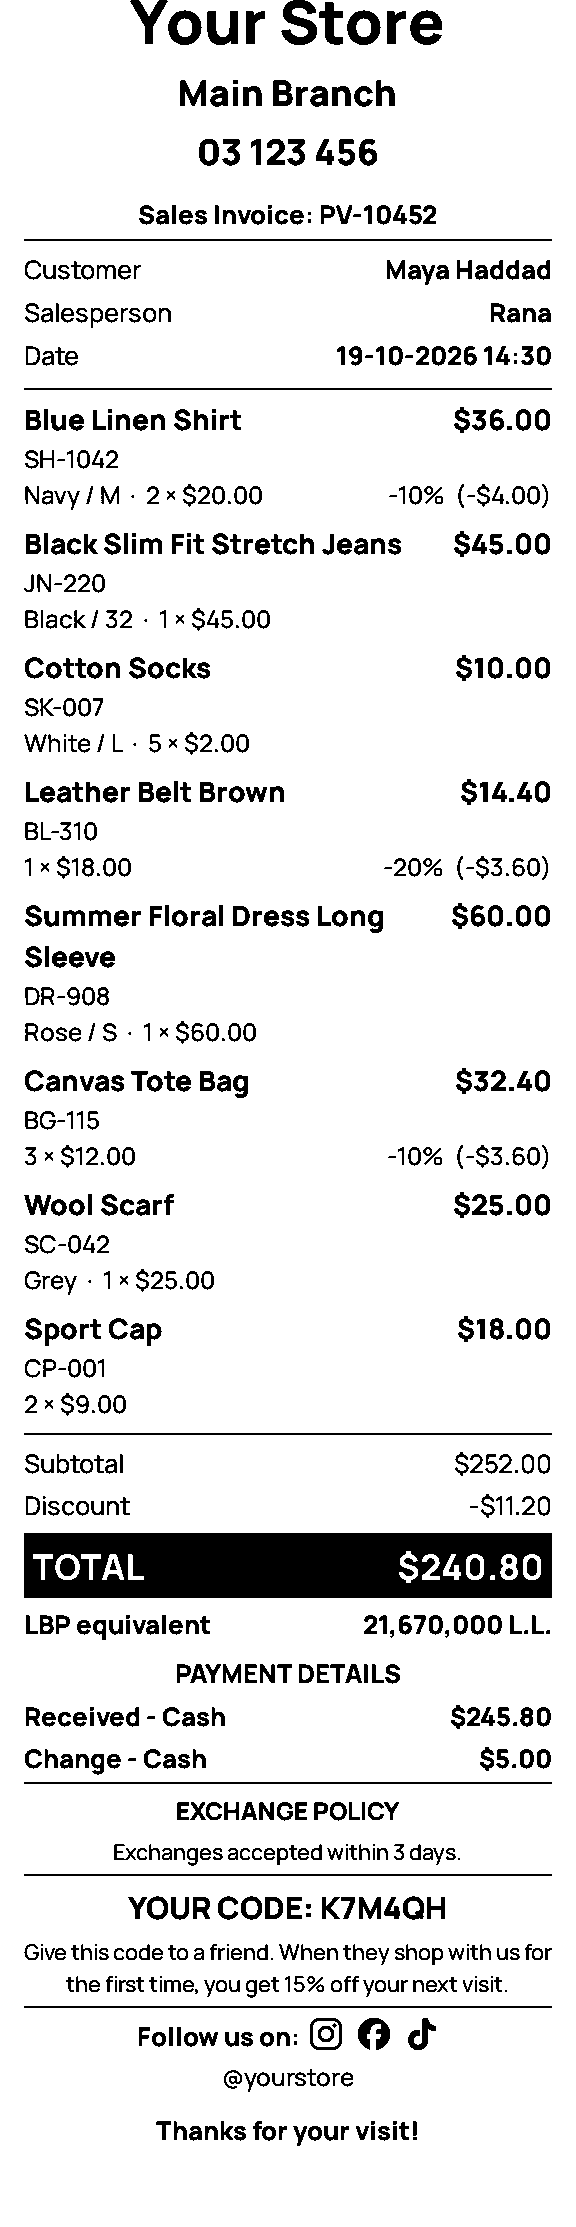 Your Store
Main Branch
03 123 456
Sales Invoice: PV-10452
Customer Maya Haddad
Salesperson Rana
Date 19-10-2026 14:30
Blue Linen Shirt $36.00
SH-1042
Navy / M · 2 × $20.00 -10% (-$4.00)
Black Slim Fit Stretch Jeans $45.00
JN-220
Black / 32 · 1 × $45.00
Cotton Socks $10.00
SK-007
White / L · 5 × $2.00
Leather Belt Brown $14.40
BL-310
1 × $18.00 -20% (-$3.60)
Summer Floral Dress Long $60.00
Sleeve
DR-908
Rose / S · 1 × $60.00
Canvas Tote Bag $32.40
BG-115
3 × $12.00 -10% (-$3.60)
Wool Scarf $25.00
SC-042
Grey · 1 × $25.00
Sport Cap $18.00
CP-001
2 × $9.00
Subtotal $252.00
Discount -$11.20
TOTAL $240.80
LBP equivalent 21,670,000 L.L.
PAYMENT DETAILS
Received - Cash $245.80
Change - Cash $5.00
EXCHANGE POLICY
Exchanges accepted within 3 days.
YOUR CODE: K7M4QH
Give this code to a friend. When they shop with us for
the first time, you get 15% off your next visit.
Follow us on:
@yourstore
Thanks for your visit!